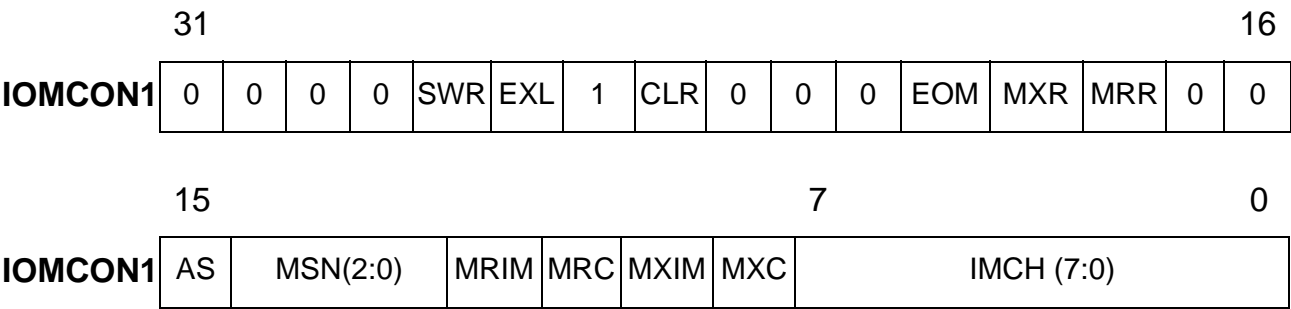 31 16
IOMCON1 0 0 0 0 SWR EXL 1 CLR 0 0 0 EOM MXR MRR 0 0
15 7 0
IOMCON1 AS MSN(2:0) MRIM MRC MXIM MXC IMCH (7:0)